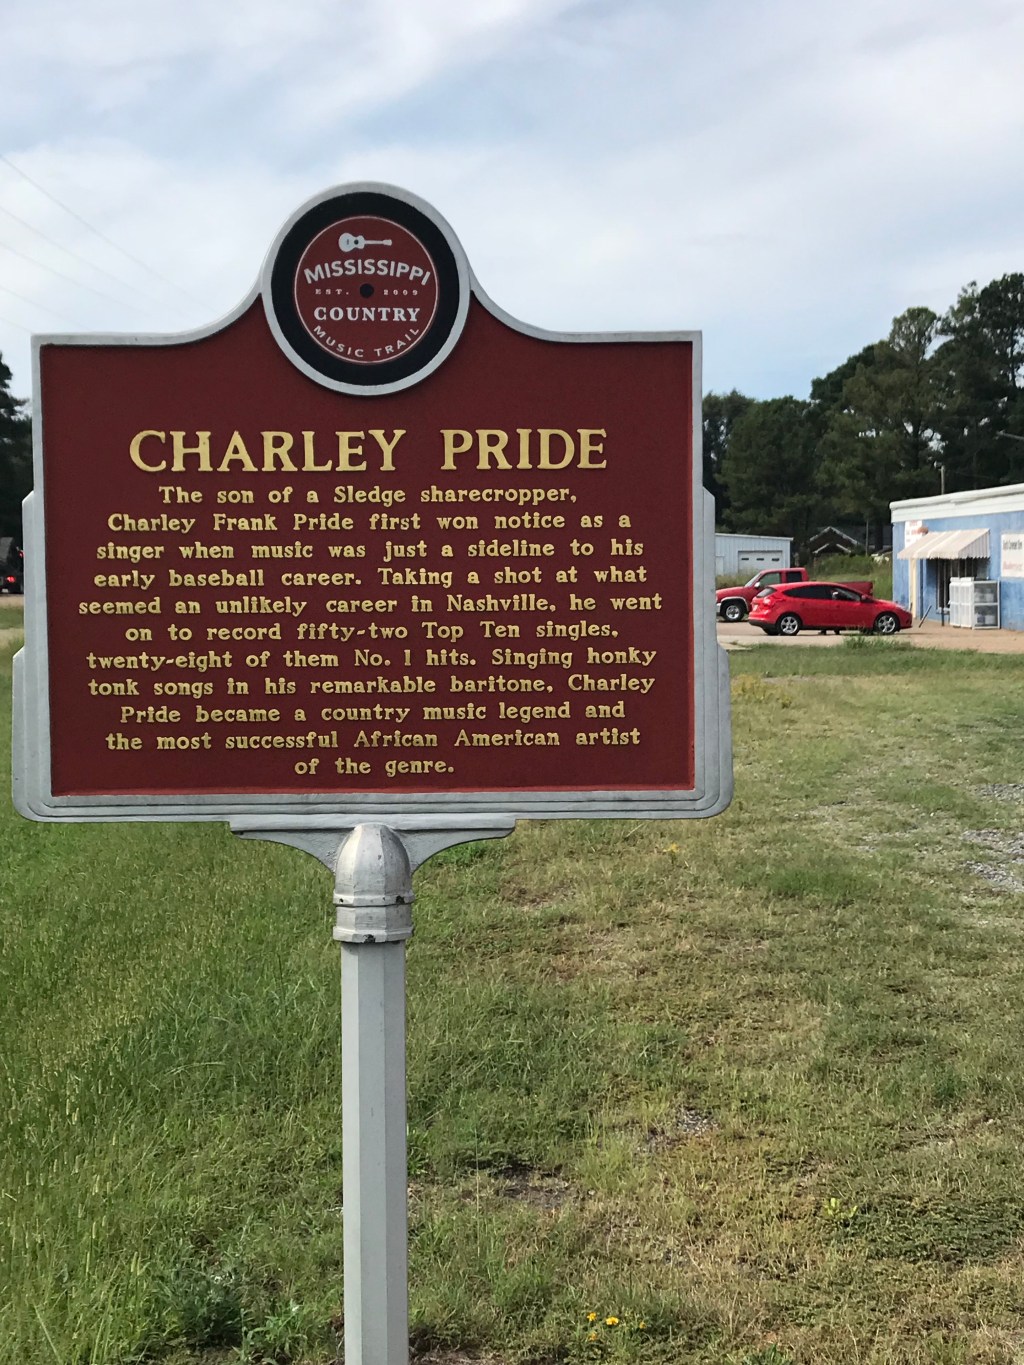 MISSISSIPPI
EST. 2009
COUNTRY
MUSIC TRAIL
CHARLEY PRIDE
The son of a Sledge sharecropper,
Charley Frank Pride first won notice as a
singer when music was just a sideline to his
early baseball career. Taking a shot at what
seemed an unlikely career in Nashville, he went
on to record fifty-two Top Ten singles,
twenty-eight of them No. 1 hits. Singing honky
tonk songs in his remarkable baritone, Charley
Pride became a country music legend and
the most successful African American artist
of the genre.